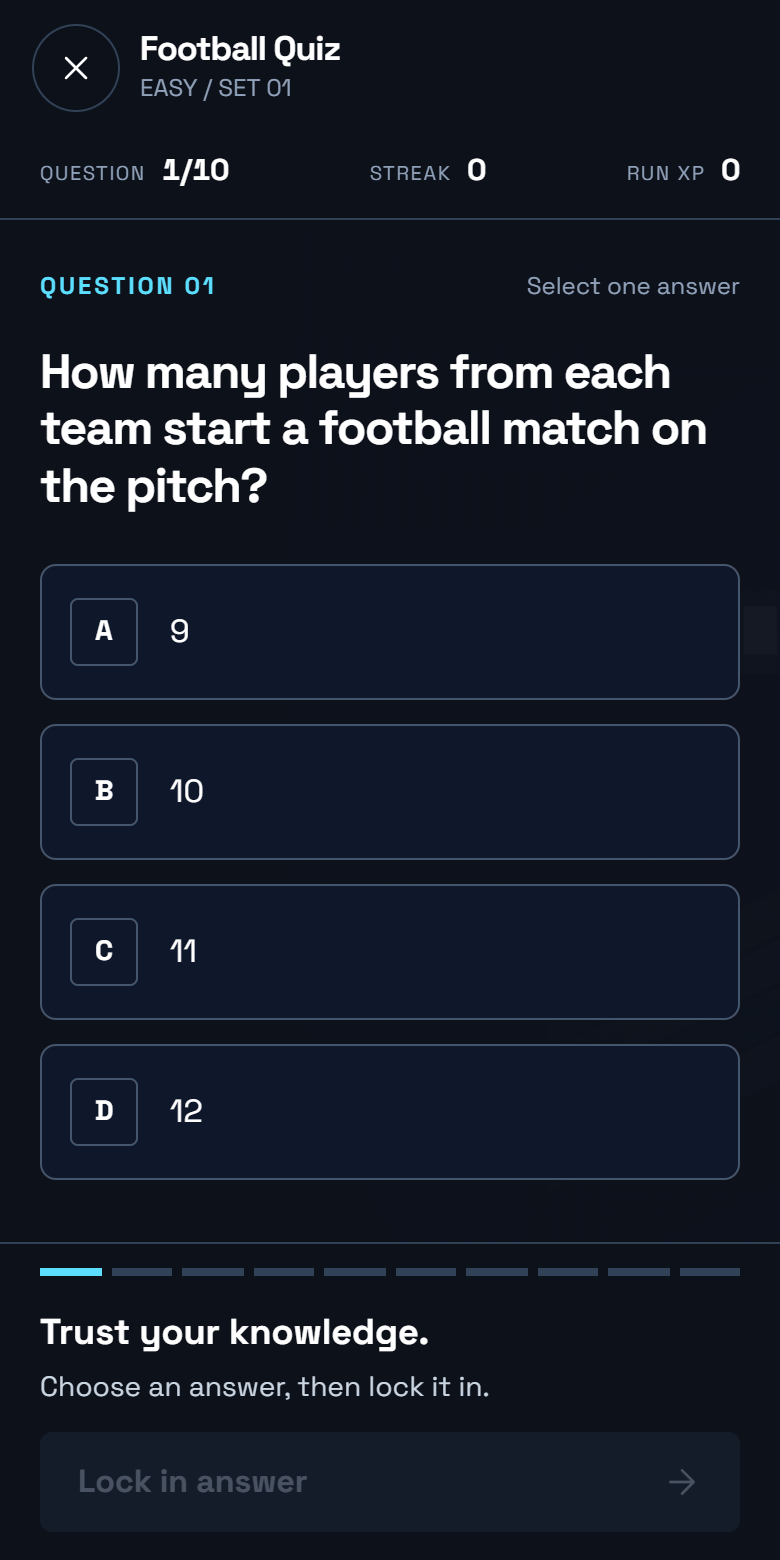 Football Quiz
EASY / SET 01
QUESTION 1/10 STREAK 0 RUN XP 0
QUESTION 01 Select one answer
How many players from each
team start a football match on
the pitch?
A 9
B 10
C 11
D 12
Trust your knowledge.
Choose an answer, then lock it in.
Lock in answer →